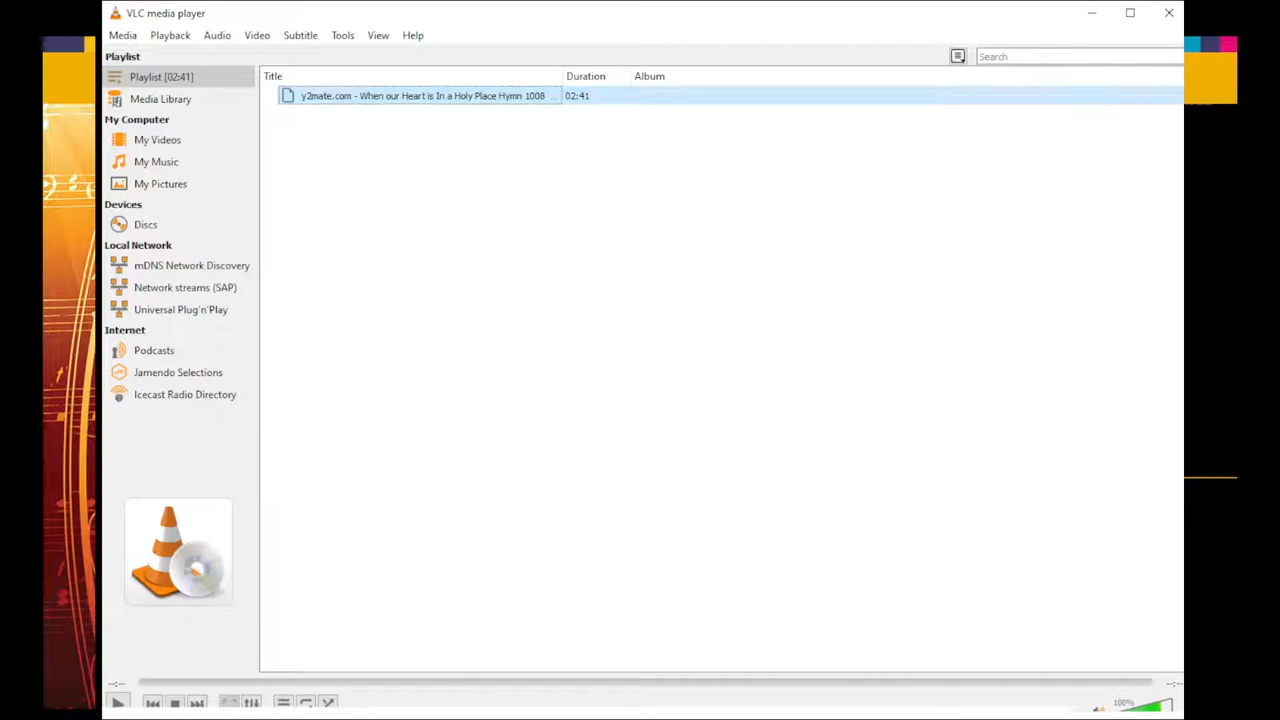 VLC media player
Media Playback Audio Video Subtitle Tools View Help
Playlist
Search
Playlist [02:41]
Title Duration Album
y2mate.com - When our Heart is In a Holy Place Hymn 1008 ... 02:41
Media Library
My Computer
My Videos
My Music
My Pictures
Devices
Discs
Local Network
mDNS Network Discovery
Network streams (SAP)
Universal Plug'n'Play
Internet
Podcasts
Jamendo Selections
Icecast Radio Directory
--:-- --:-
100%